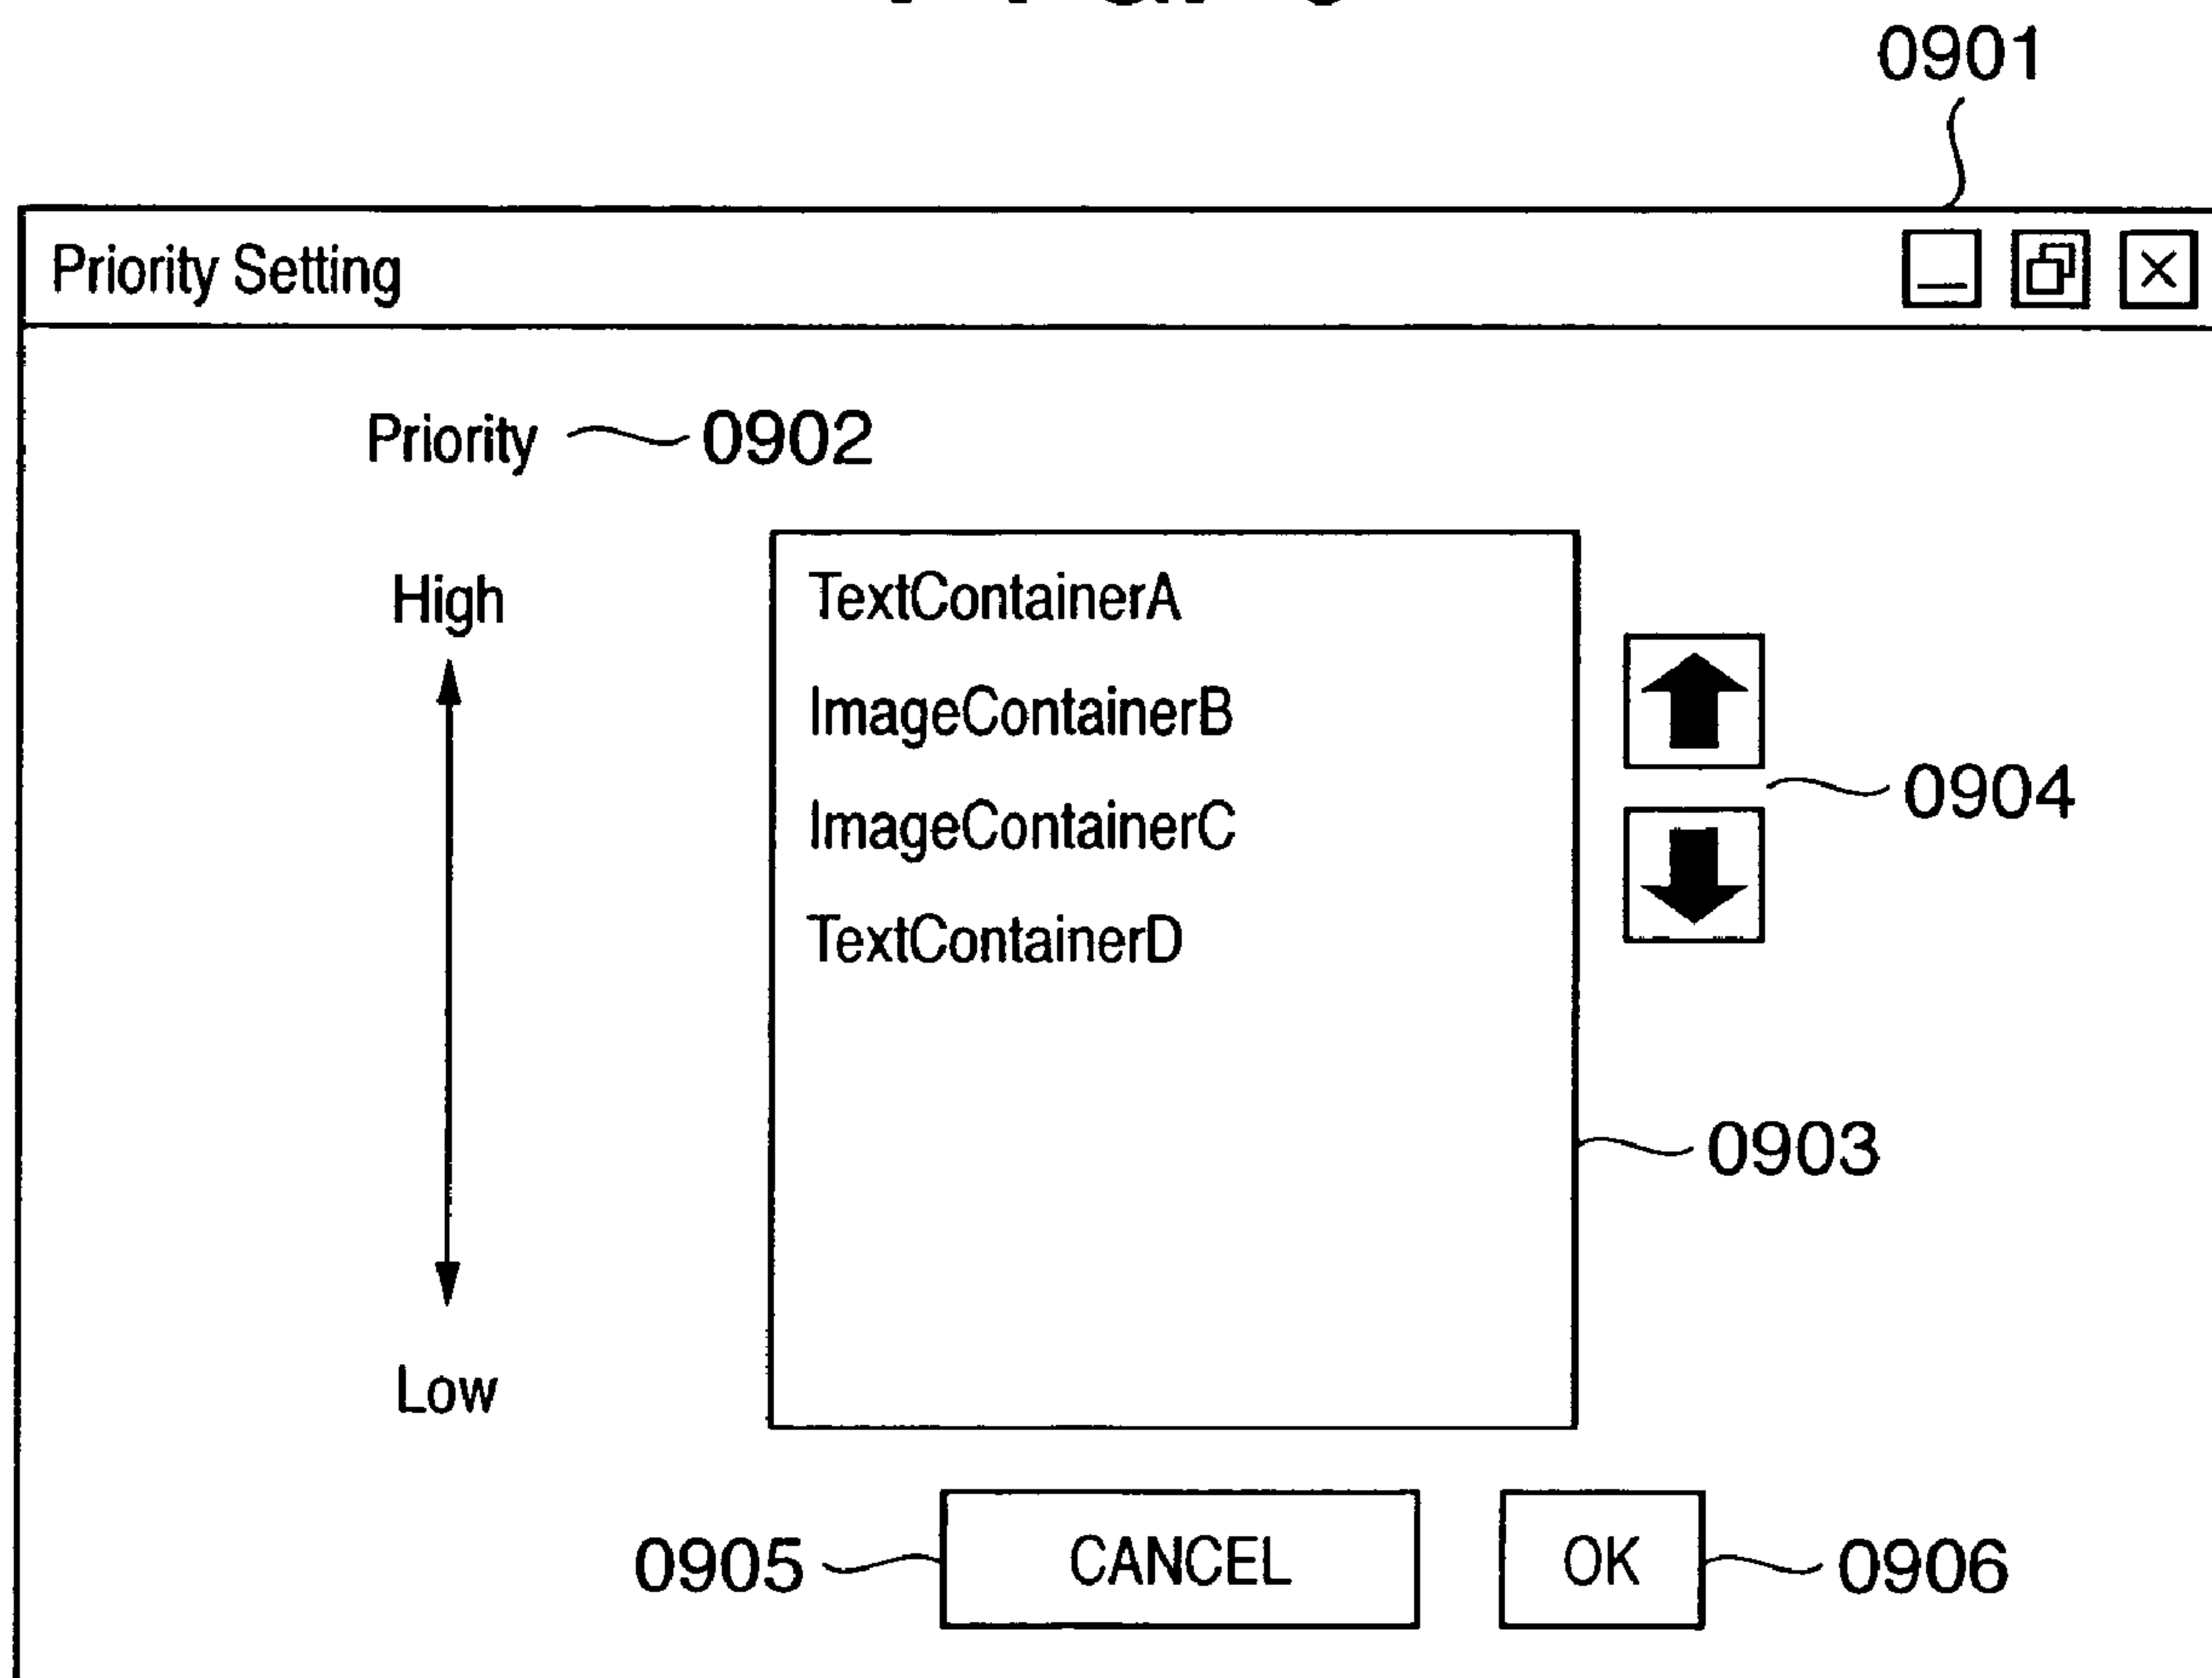 0901
Priority Setting
Priority 0902
High
TextContainerA
ImageContainerB
0904
ImageContainerC
TextContainerD
0903
Low
0905 CANCEL OK 0906